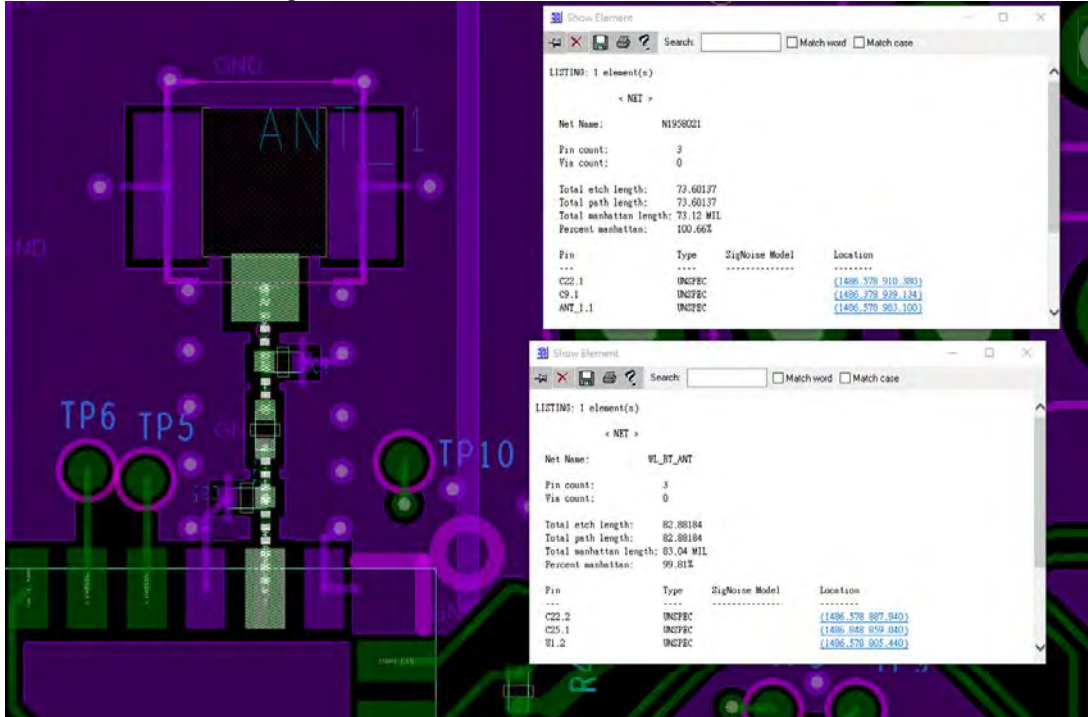 GND
ANT_1
GND
TP6
TP5
TP10
Show Element
Search:
Match word
Match case
LISTING: 1 element(s)
< NET >
Net Name: N1958021
Pin count: 3
Via count: 0
Total etch length: 73.60137
Total path length: 73.60137
Total manhattan length: 73.12 MIL
Percent manhattan: 100.66%
Pin Type SigNoise Model Location
--- ---- -------------- --------
C22.1 UNSPEC (1486.578 910.380)
C9.1 UNSPEC (1486.378 939.134)
ANT_1.1 UNSPEC (1486.578 983.100)
Show Element
Search:
Match word
Match case
LISTING: 1 element(s)
< NET >
Net Name: WL_BT_ANT
Pin count: 3
Via count: 0
Total etch length: 82.88184
Total path length: 82.88184
Total manhattan length: 83.04 MIL
Percent manhattan: 99.81%
Pin Type SigNoise Model Location
--- ---- -------------- --------
C22.2 UNSPEC (1486.578 887.940)
C25.1 UNSPEC (1486.848 859.040)
U1.2 UNSPEC (1486.578 805.440)